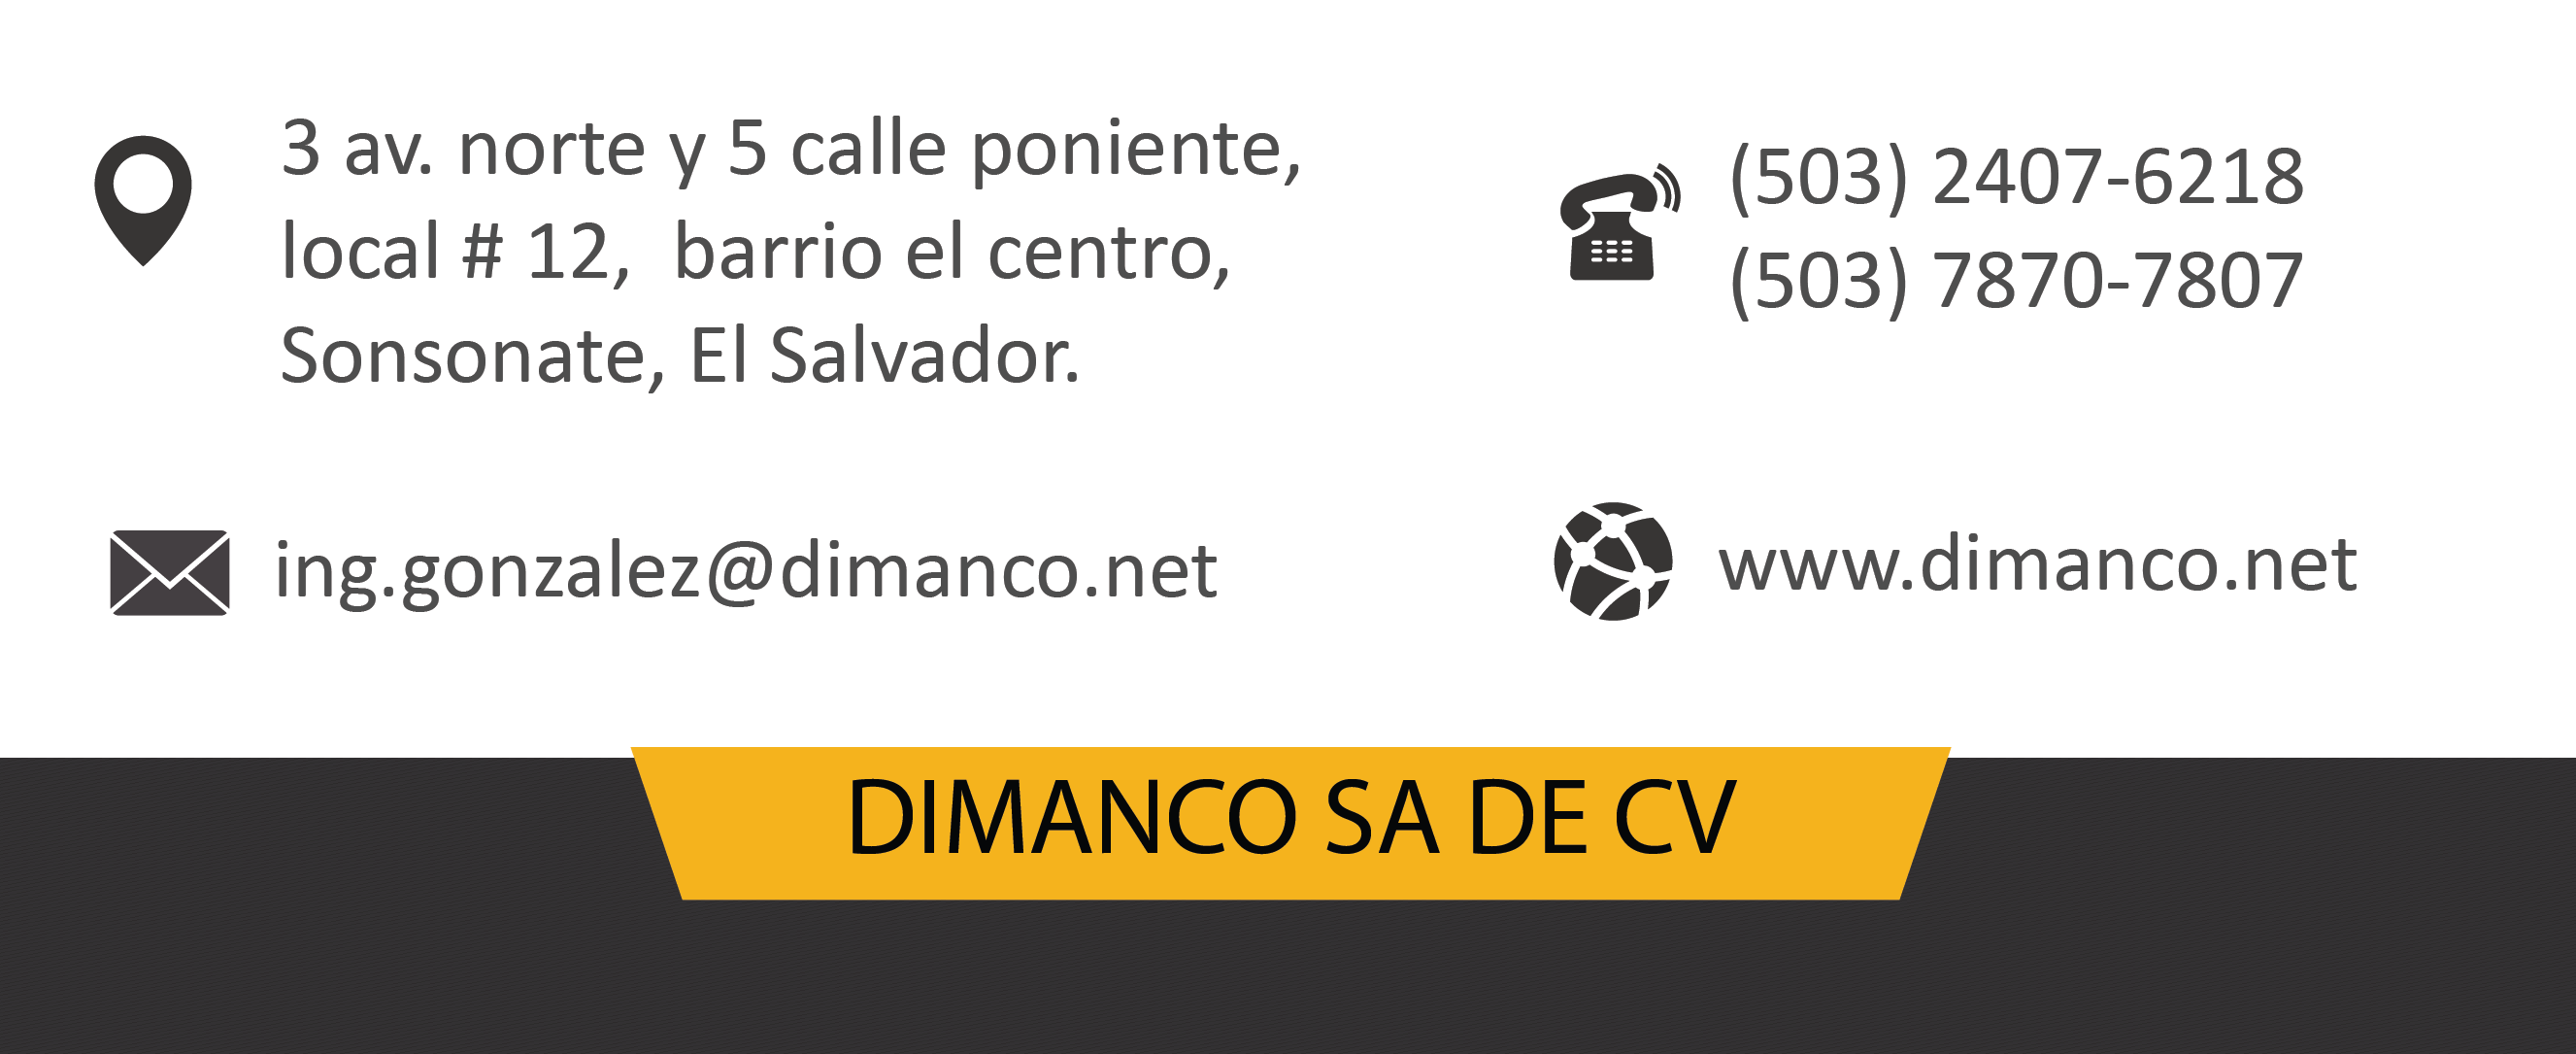 3 av. norte y 5 calle poniente,
local # 12, barrio el centro,
Sonsonate, El Salvador.
(503) 2407-6218
(503) 7870-7807
ing.gonzalez@dimanco.net
www.dimanco.net
DIMANCO SA DE CV